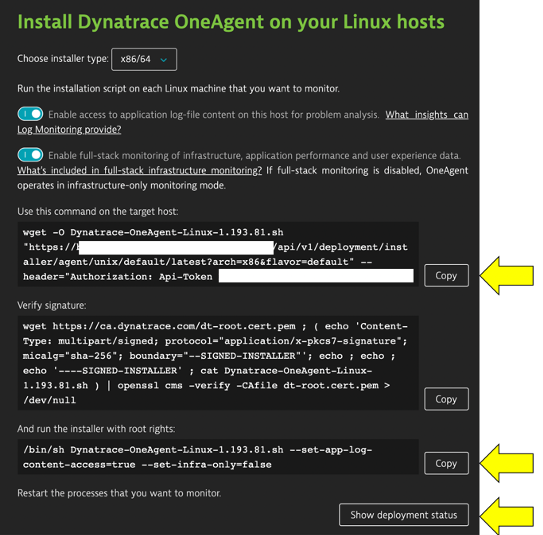 Install Dynatrace OneAgent on your Linux hosts
Choose installer type: x86/64
Run the installation script on each Linux machine that you want to monitor.
Enable access to application log-file content on this host for problem analysis. What insights can
Log Monitoring provide?
Enable full-stack monitoring of infrastructure, application performance and user experience data.
What's included in full-stack infrastructure monitoring? If full-stack monitoring is disabled, OneAgent
operates in infrastructure-only monitoring mode.
Use this command on the target host:
wget -O Dynatrace-OneAgent-Linux-1.193.81.sh
"https:// /api/v1/deployment/inst
aller/agent/unix/default/latest?arch=x86&flavor=default" --
header="Authorization: Api-Token
Copy
Verify signature:
wget https://ca.dynatrace.com/dt-root.cert.pem ; ( echo 'Content-
Type: multipart/signed; protocol="application/x-pkcs7-signature";
micalg="sha-256"; boundary="--SIGNED-INSTALLER"'; echo ; echo ;
echo '----SIGNED-INSTALLER' ; cat Dynatrace-OneAgent-Linux-
1.193.81.sh ) | openssl cms -verify -CAfile dt-root.cert.pem >
/dev/null
Copy
And run the installer with root rights:
/bin/sh Dynatrace-OneAgent-Linux-1.193.81.sh --set-app-log-
content-access=true --set-infra-only=false
Copy
Restart the processes that you want to monitor.
Show deployment status